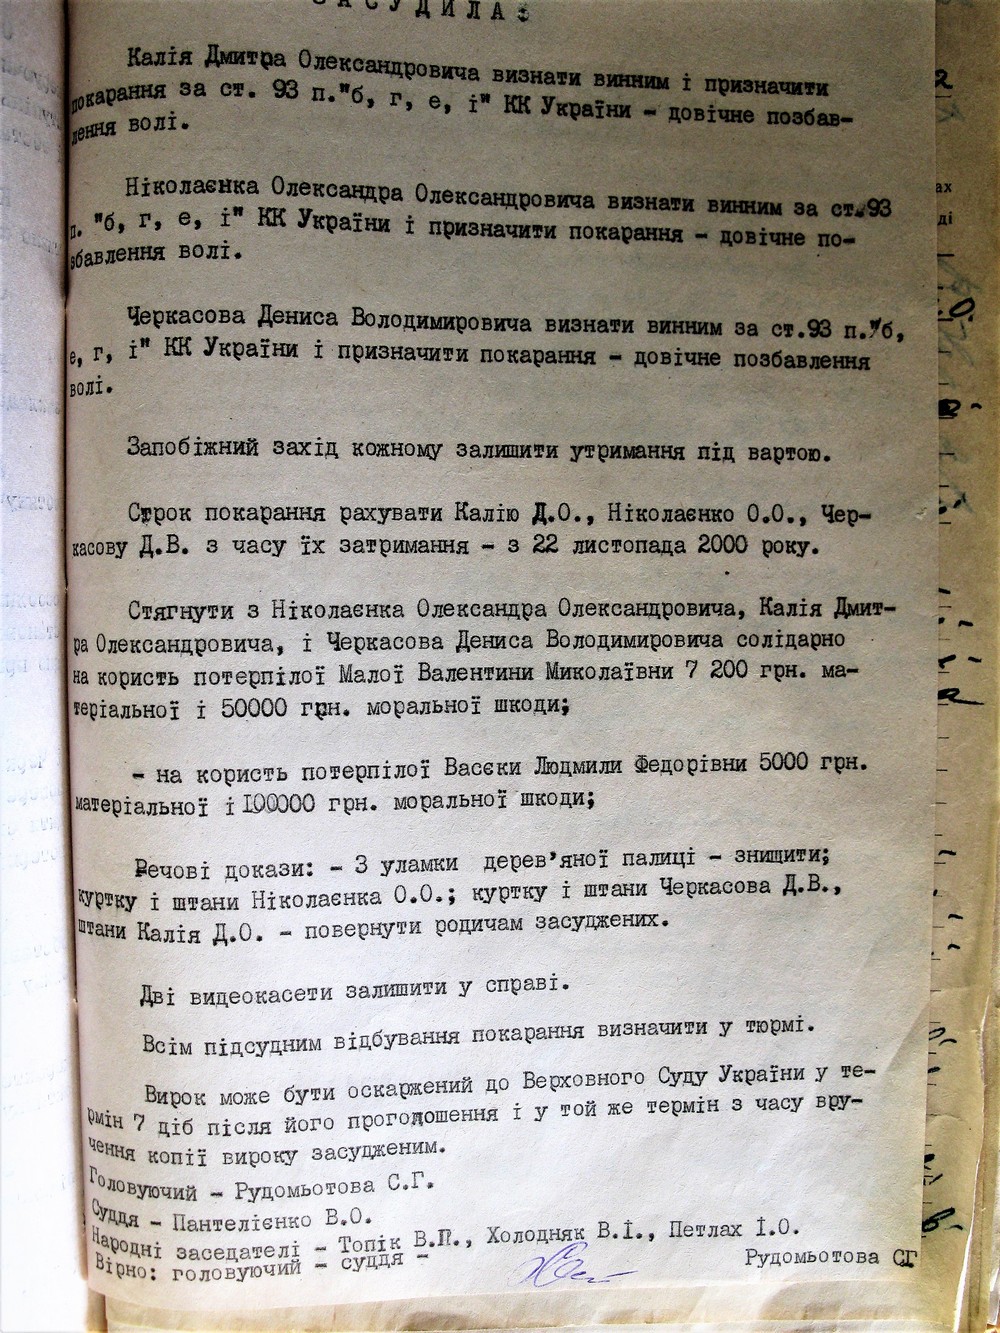 ЗАСУДИЛА:
Калія Дмитра Олександровича визнати винним і призначити
покарання за ст. 93 п."б, г, е, і" КК України - довічне позбав-
лення волі.
Ніколаєнка Олександра Олександровича визнати винним за ст.93
п. "б, г, е, і" КК України і призначити покарання - довічне по-
збавлення волі.
Черкасова Дениса Володимировича визнати винним за ст.93 п."б,
е, г, і" КК України і призначити покарання - довічне позбавлення
волі.
Запобіжний захід кожному залишити утримання під вартою.
Строк покарання рахувати Калію Д.О., Ніколаєнко О.О., Чер-
касову Д.В. з часу їх затримання - з 22 листопада 2000 року.
Стягнути з Ніколаєнка Олександра Олександровича, Калія Дмит-
ра Олександровича, і Черкасова Дениса Володимировича солідарно
на користь потерпілої Малої Валентини Миколаївни 7 200 грн. ма-
теріальної і 50000 грн. моральної шкоди;
- на користь потерпілої Васєки Людмили Федорівни 5000 грн.
матеріальної і 100000 грн. моральної шкоди;
Речові докази: - 3 уламки дерев'яної палиці - знищити;
куртку і штани Ніколаєнка О.О.; куртку і штани Черкасова Д.В.,
штани Калія Д.О. - повернути родичам засуджених.
Дві видеокасети залишити у справі.
Всім підсудним відбування покарання визначити у тюрмі.
Вирок може бути оскаржений до Верховного Суду України у те-
рмін 7 діб після його прогодошення і у той же термін з часу вру-
чення копії вироку засудженим.
Головуючий - Рудомьотова С.Г.
Суддя - Пантелієнко В.О.
Народні заседателі - Топік В.П., Холодняк В.І., Петлах І.О.
Вірно: головуючий - суддя - Рудомьотова СГ